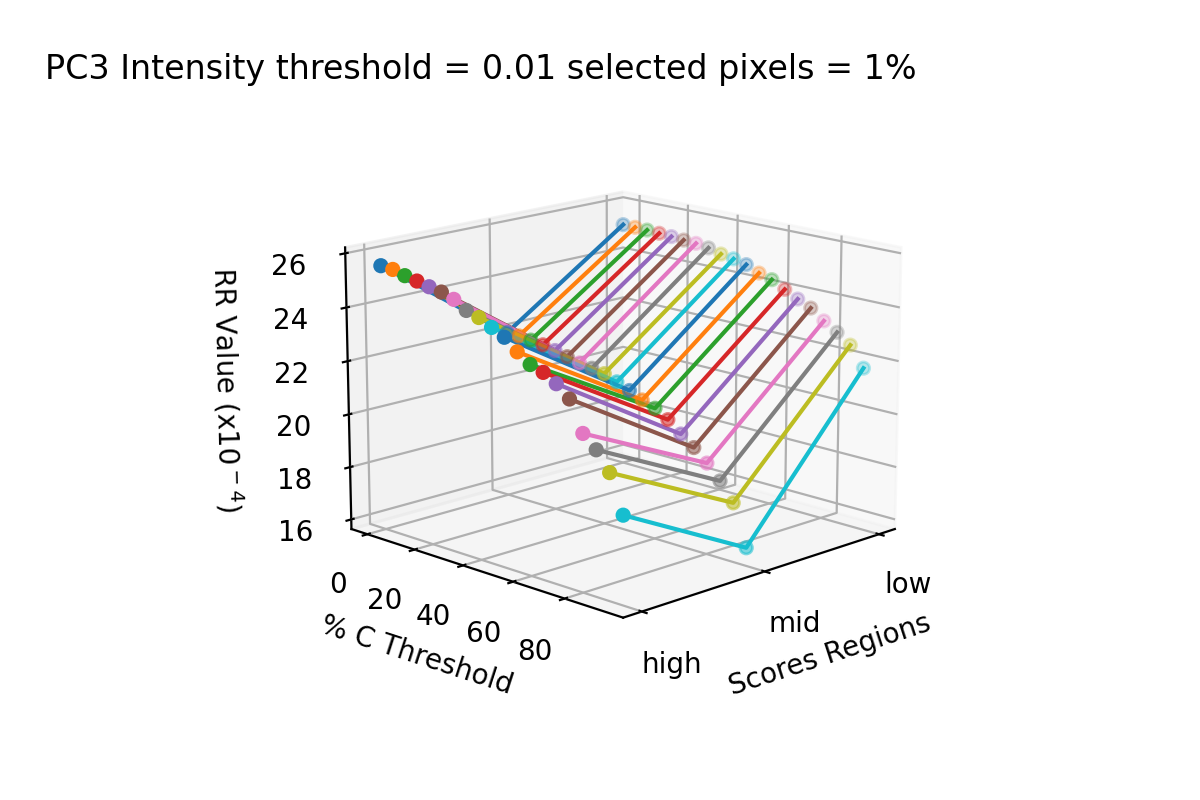 PC3 Intensity threshold = 0.01 selected pixels = 1%
RR Value (x10⁻⁴)
26
24
22
20
18
16
0
20
40
60
80
% C Threshold
high
mid
low
Scores Regions